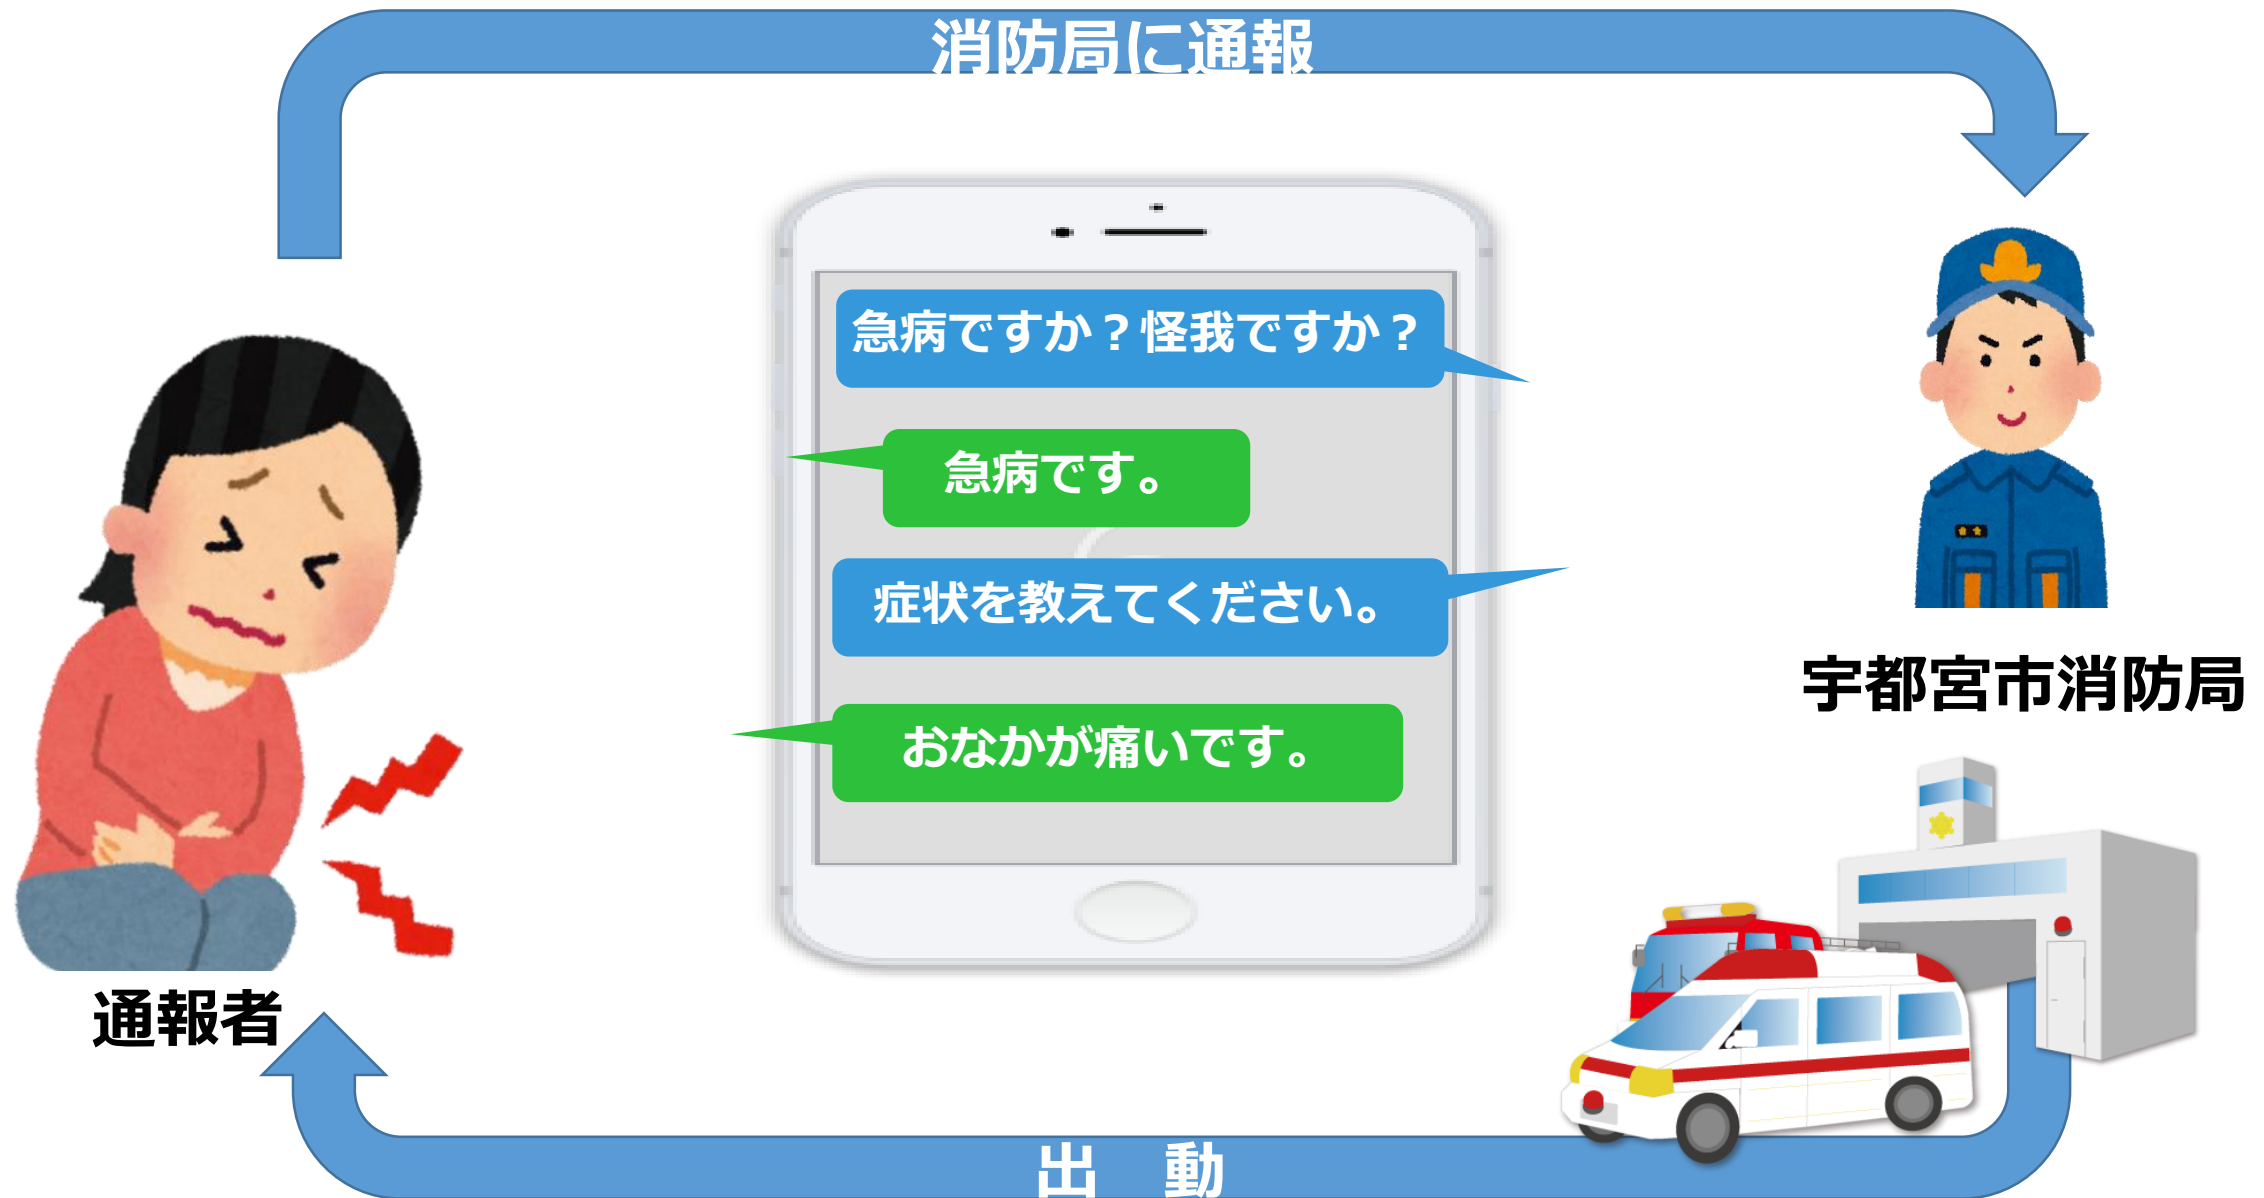 消防局に通報
急病ですか？怪我ですか？
急病です。
症状を教えてください。
おなかが痛いです。
宇都宮市消防局
通報者
出　動